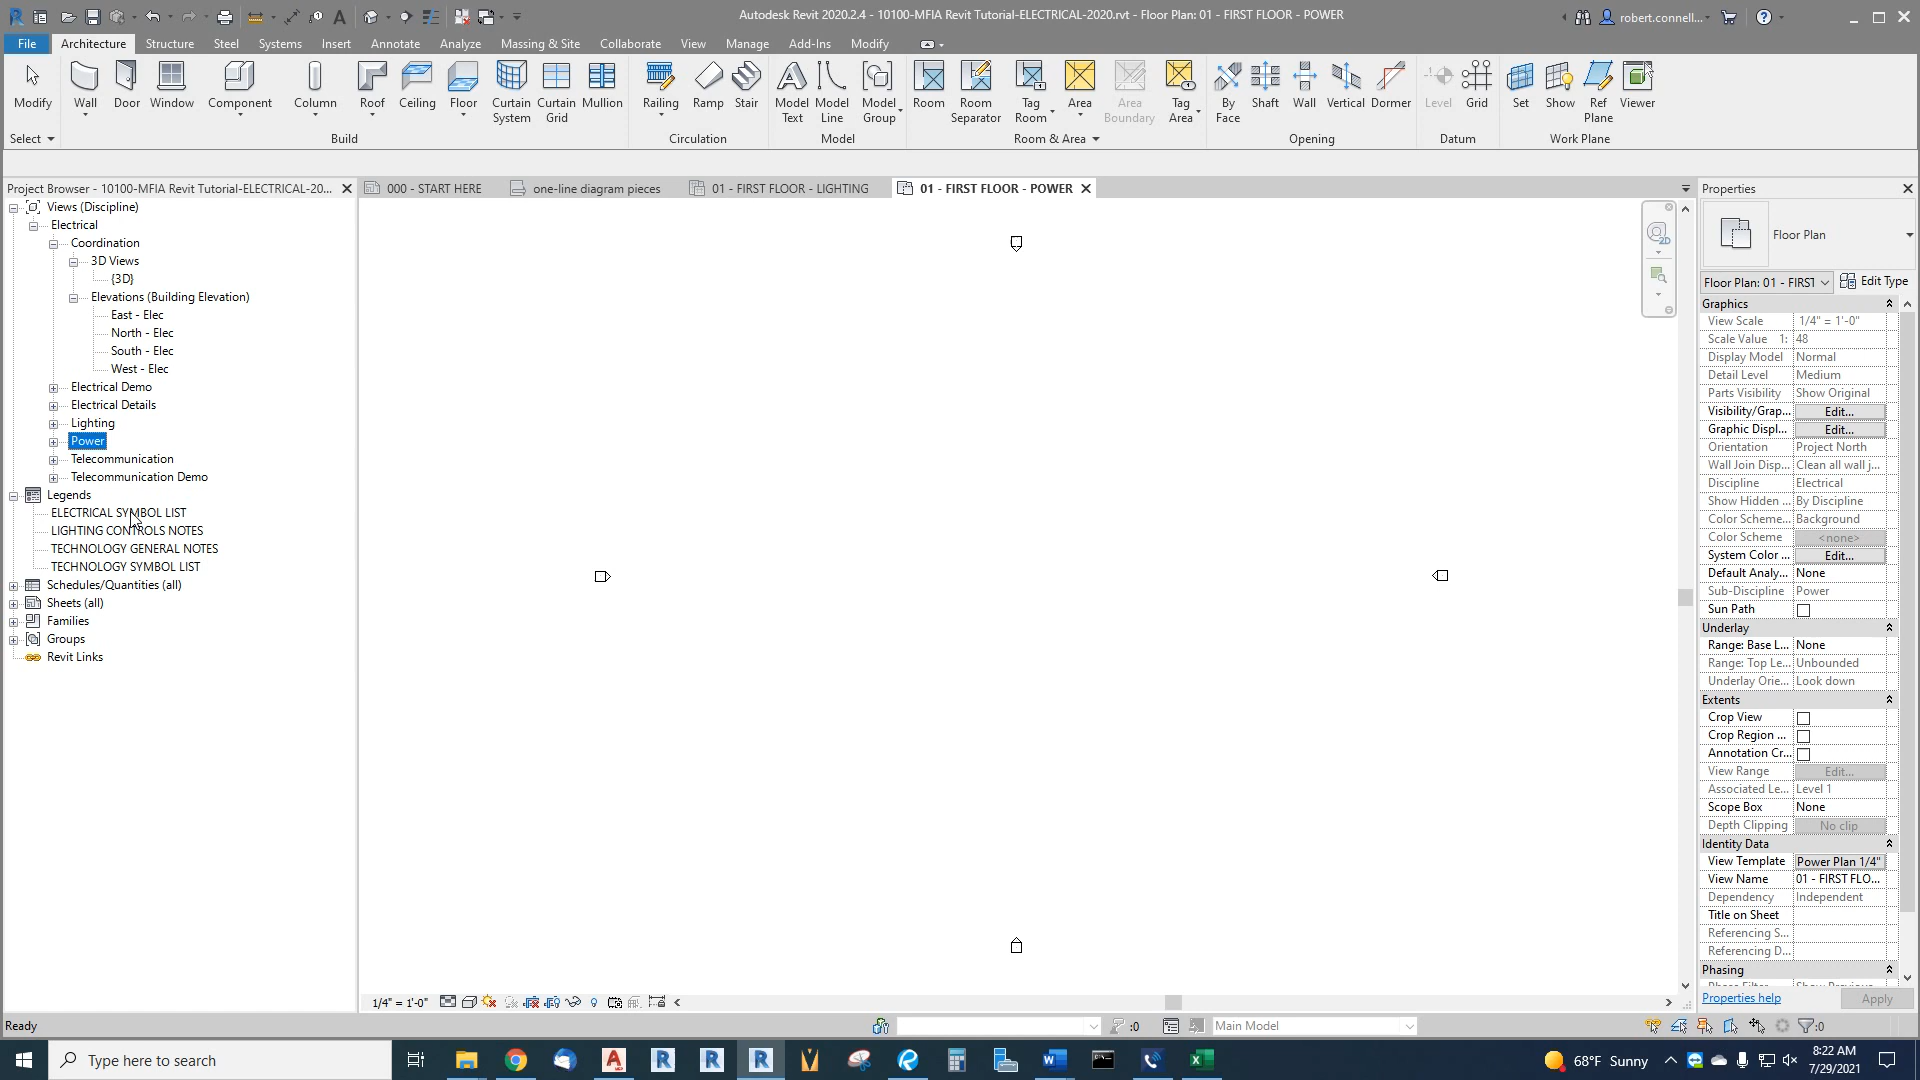 Autodesk Revit 2020.2.4 - 10100-MFIA Revit Tutorial-ELECTRICAL-2020.rvt - Floor Plan: 01 - FIRST FLOOR - POWER
robert.connell...
File Architecture Structure Steel Systems Insert Annotate Analyze Massing & Site Collaborate View Manage Add-Ins Modify
Modify Wall Door Window Component Column Roof Ceiling Floor Curtain System Curtain Grid Mullion Railing Ramp Stair Model Text Model Line Model Group Room Room Separator Tag Room Area Area Boundary Tag Area By Face Shaft Wall Vertical Dormer Level Grid Set Show Ref Plane Viewer
Select Build Circulation Model Room & Area Opening Datum Work Plane
Project Browser - 10100-MFIA Revit Tutorial-ELECTRICAL-20...
Views (Discipline)
Electrical
Coordination
3D Views
{3D}
Elevations (Building Elevation)
East - Elec
North - Elec
South - Elec
West - Elec
Electrical Demo
Electrical Details
Lighting
Power
Telecommunication
Telecommunication Demo
Legends
ELECTRICAL SYMBOL LIST
LIGHTING CONTROLS NOTES
TECHNOLOGY GENERAL NOTES
TECHNOLOGY SYMBOL LIST
Schedules/Quantities (all)
Sheets (all)
Families
Groups
Revit Links
000 - START HERE one-line diagram pieces 01 - FIRST FLOOR - LIGHTING 01 - FIRST FLOOR - POWER
2D
1/4" = 1'-0"
Properties
Floor Plan
Floor Plan: 01 - FIRST Edit Type
Graphics
View Scale 1/4" = 1'-0"
Scale Value 1: 48
Display Model Normal
Detail Level Medium
Parts Visibility Show Original
Visibility/Grap... Edit...
Graphic Displ... Edit...
Orientation Project North
Wall Join Disp... Clean all wall j...
Discipline Electrical
Show Hidden ... By Discipline
Color Scheme... Background
Color Scheme <none>
System Color ... Edit...
Default Analy... None
Sub-Discipline Power
Sun Path
Underlay
Range: Base L... None
Range: Top Le... Unbounded
Underlay Orie... Look down
Extents
Crop View
Crop Region ...
Annotation Cr...
View Range Edit...
Associated Le... Level 1
Scope Box None
Depth Clipping No clip
Identity Data
View Template Power Plan 1/4"
View Name 01 - FIRST FLO...
Dependency Independent
Title on Sheet
Referencing S...
Referencing D...
Phasing
Properties help Apply
Ready :0 Main Model :0
Type here to search
68°F Sunny
8:22 AM
7/29/2021